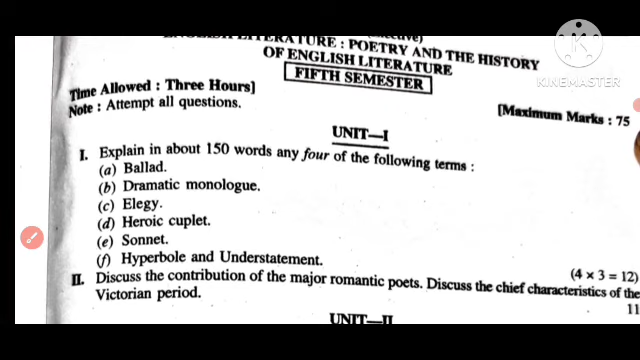 ENGLISH LITERATURE : POETRY AND THE HISTORY
OF ENGLISH LITERATURE
FIFTH SEMESTER
Time Allowed : Three Hours]
[Maximum Marks : 75
Note : Attempt all questions.
UNIT—I
I. Explain in about 150 words any four of the following terms :
(a) Ballad.
(b) Dramatic monologue.
(c) Elegy.
(d) Heroic cuplet.
(e) Sonnet.
(f) Hyperbole and Understatement.
(4 × 3 = 12)
II. Discuss the contribution of the major romantic poets. Discuss the chief characteristics of the
Victorian period.
11
UNIT—II
K
KINEMASTER